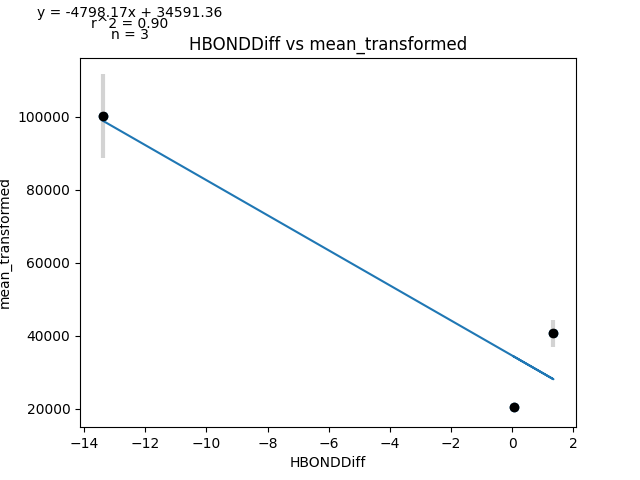 y = -4798.17x + 34591.36
r^2 = 0.90
n = 3
HBONDDiff vs mean_transformed
mean_transformed
100000
80000
60000
40000
20000
−14
−12
−10
−8
−6
−4
−2
0
2
HBONDDiff